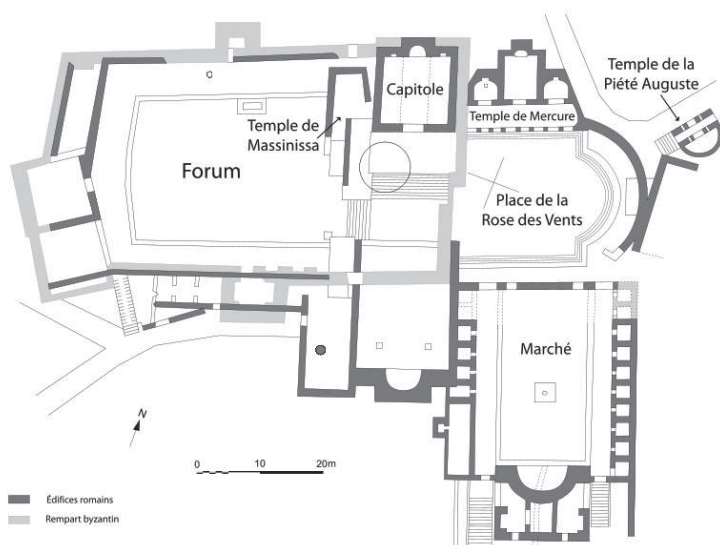 Temple de la
Piété Auguste
Capitole
Temple de Mercure
Temple de
Massinissa
Forum
Place de la
Rose des Vents
Marché
N
0 10 20m
Édifices romains
Rempart byzantin